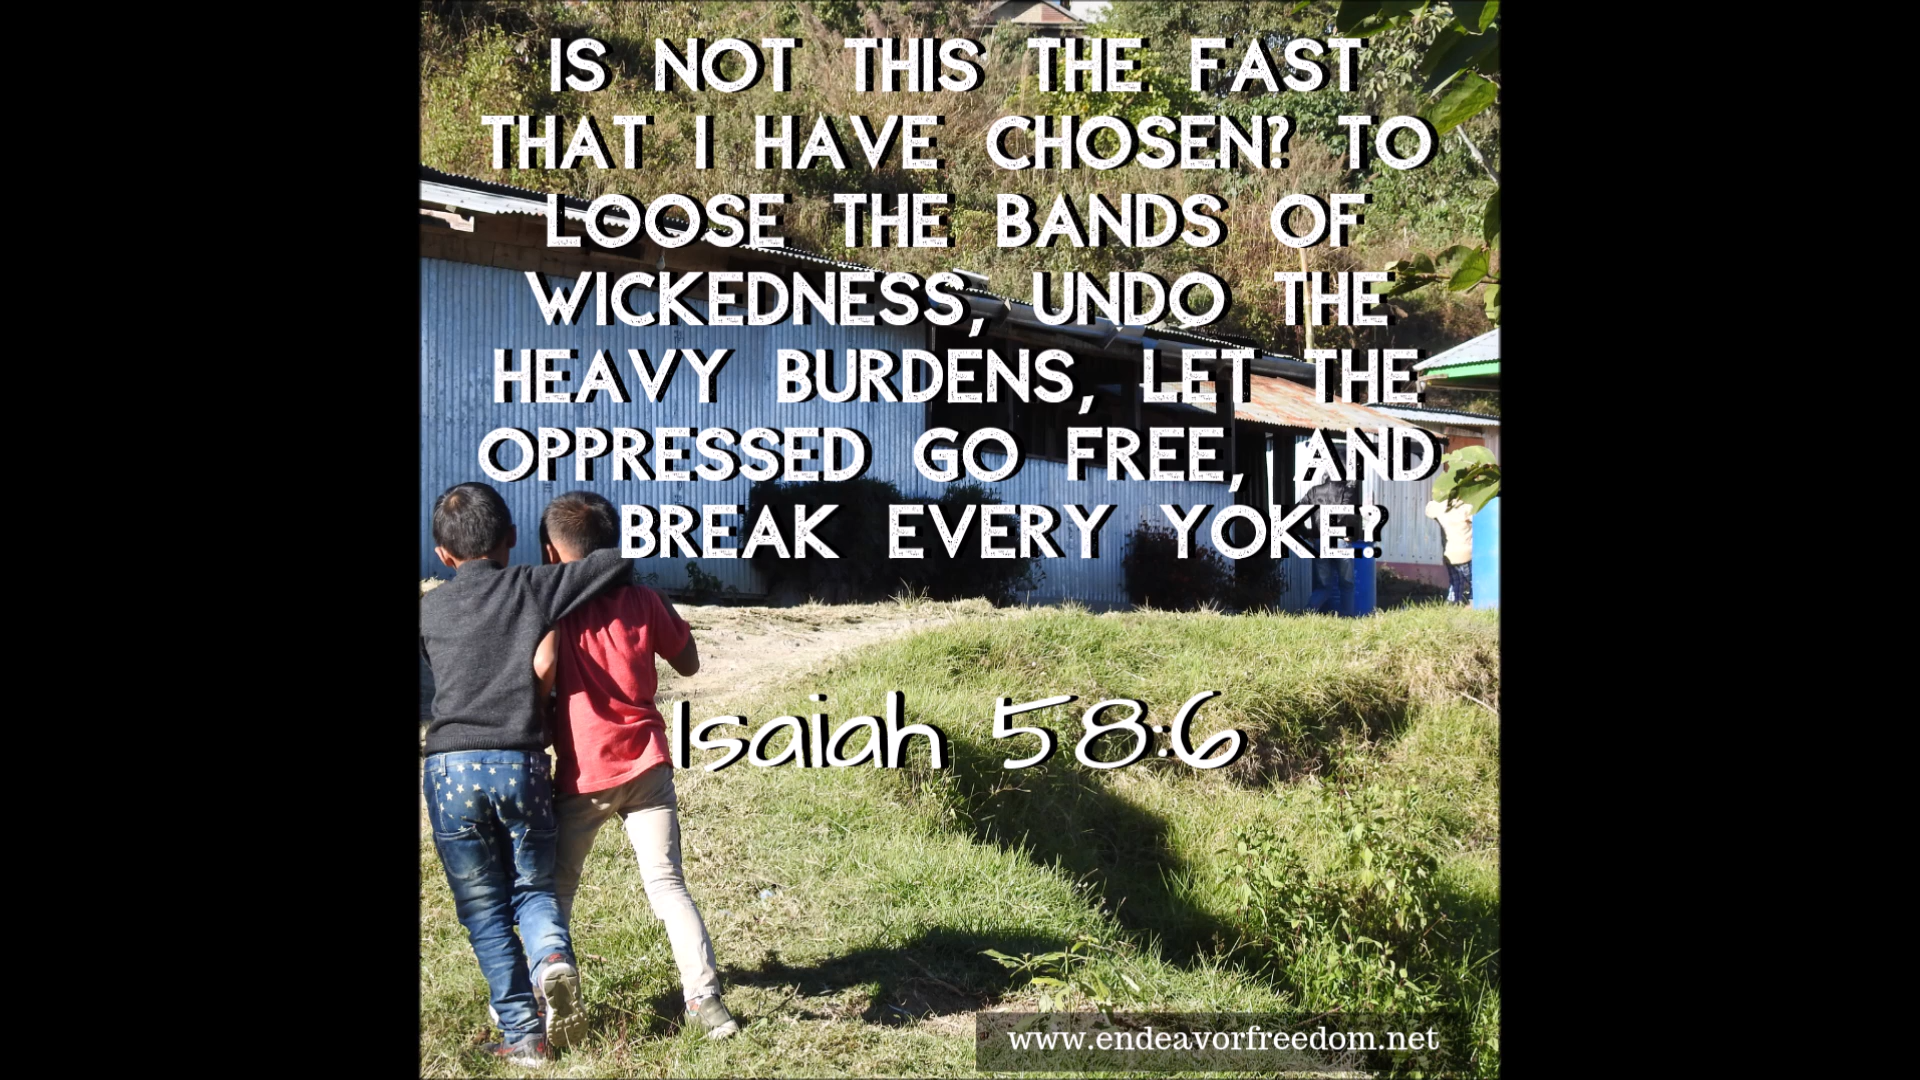 IS NOT THIS THE FAST
THAT I HAVE CHOSEN? TO
LOOSE THE BANDS OF
WICKEDNESS, UNDO THE
HEAVY BURDENS, LET THE
OPPRESSED GO FREE, AND
BREAK EVERY YOKE?
Isaiah 58:6
www.endeavorfreedom.net